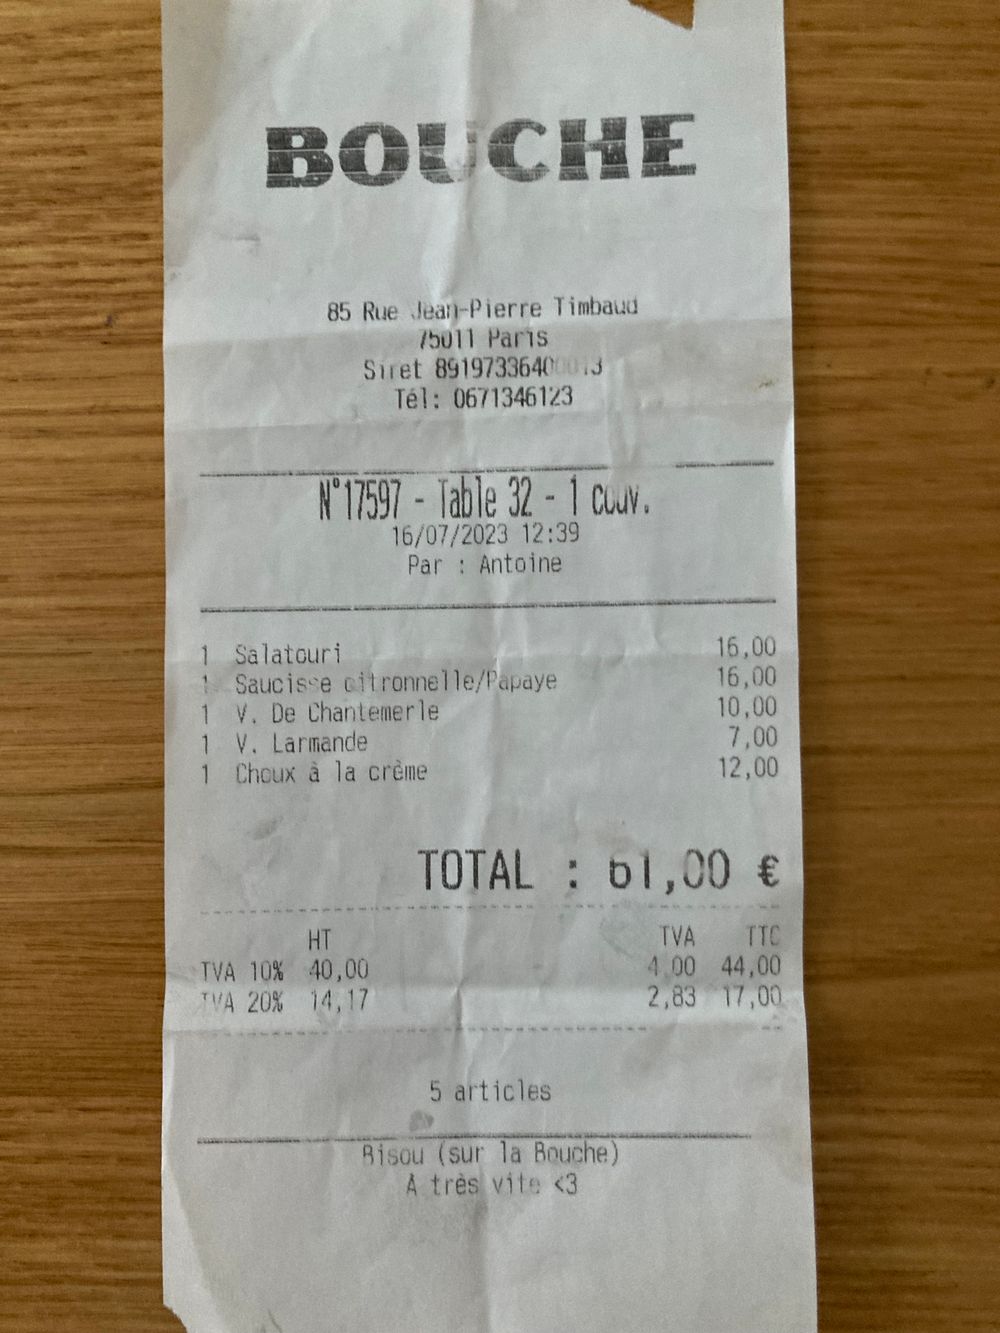 BOUCHE
85 Rue Jean-Pierre Timbaud
75011 Paris
Siret 89197336400013
Tél: 0671346123
N°17597 - Table 32 - 1 couv.
16/07/2023 12:39
Par : Antoine
1 Salatouri 16,00
1 Saucisse citronnelle/Papaye 16,00
1 V. De Chantemerle 10,00
1 V. Larmande 7,00
1 Choux à la crème 12,00
TOTAL : 61,00 €
HT TVA TTC
TVA 10% 40,00 4,00 44,00
TVA 20% 14,17 2,83 17,00
5 articles
Bisou (sur la Bouche)
A très vite <3